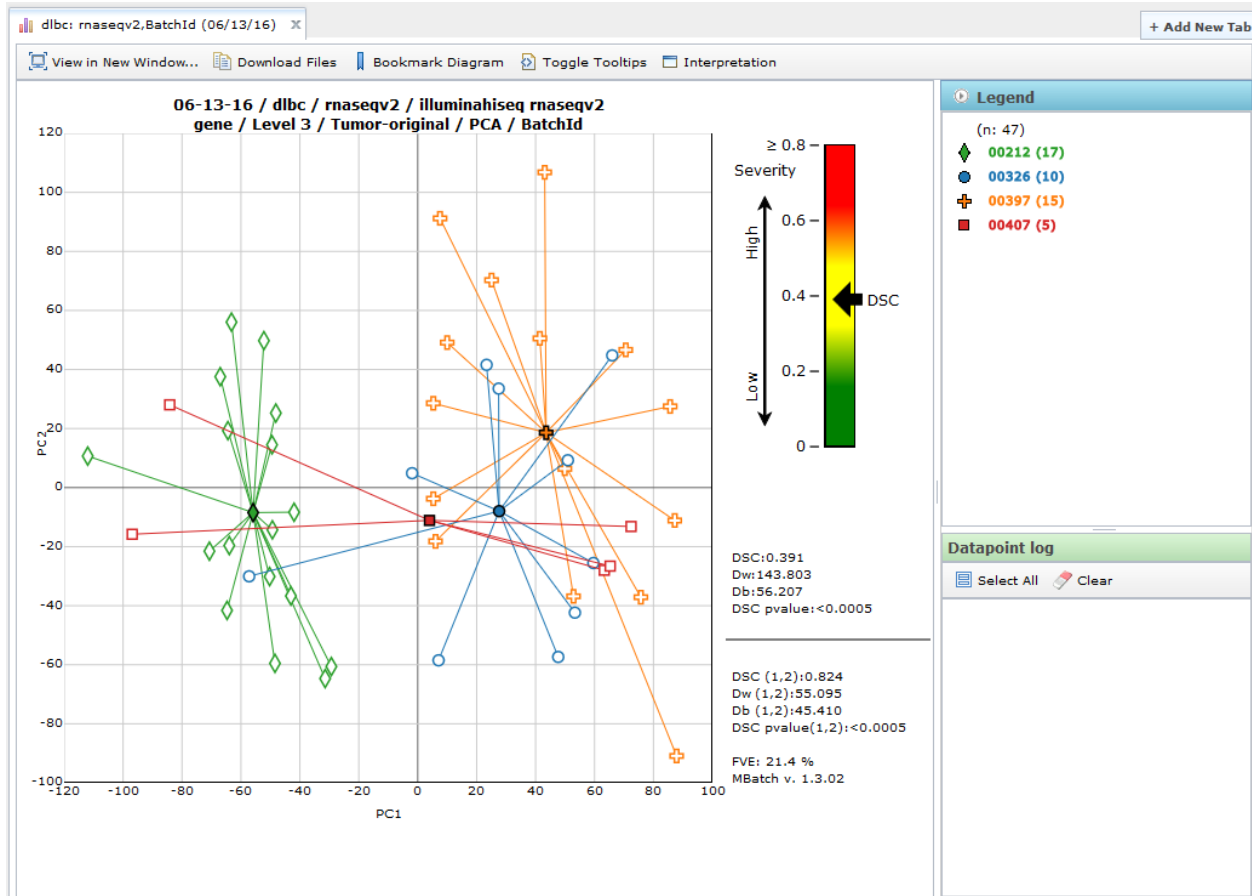 dlbc: rnaseqv2,BatchId (06/13/16) x
+ Add New Tab
View in New Window... Download Files Bookmark Diagram Toggle Tooltips Interpretation
06-13-16 / dlbc / rnaseqv2 / illuminahiseq rnaseqv2
gene / Level 3 / Tumor-original / PCA / BatchId
120
100
80
60
40
20
0
-20
-40
-60
-80
-100
PC2
-120 -100 -80 -60 -40 -20 0 20 40 60 80 100
PC1
≥ 0.8
Severity
0.6
High
0.4
DSC
0.2
Low
0
DSC:0.391
Dw:143.803
Db:56.207
DSC pvalue:<0.0005
DSC (1,2):0.824
Dw (1,2):55.095
Db (1,2):45.410
DSC pvalue(1,2):<0.0005
FVE: 21.4 %
MBatch v. 1.3.02
Legend
(n: 47)
00212 (17)
00326 (10)
00397 (15)
00407 (5)
Datapoint log
Select All Clear